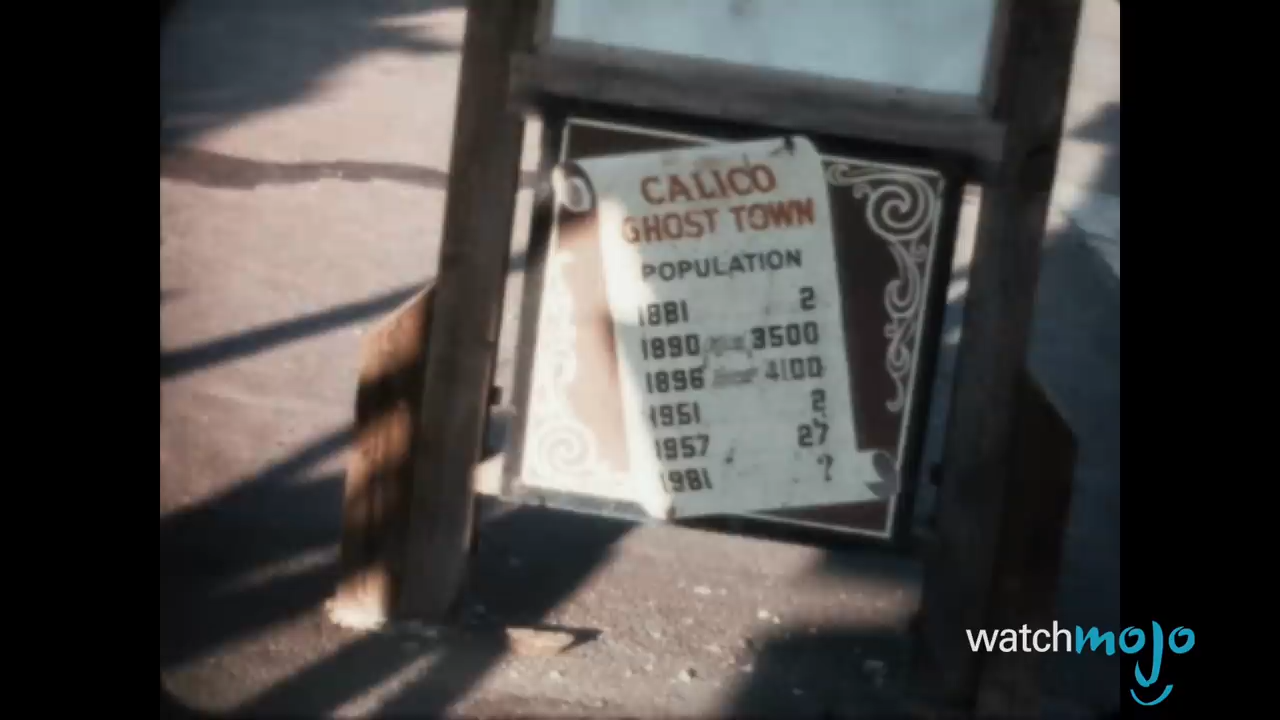 CALICO
GHOST TOWN
POPULATION
1881 2
1890 3500
1896 4100
1951 2
1957 27
1981 ?
watchmojo